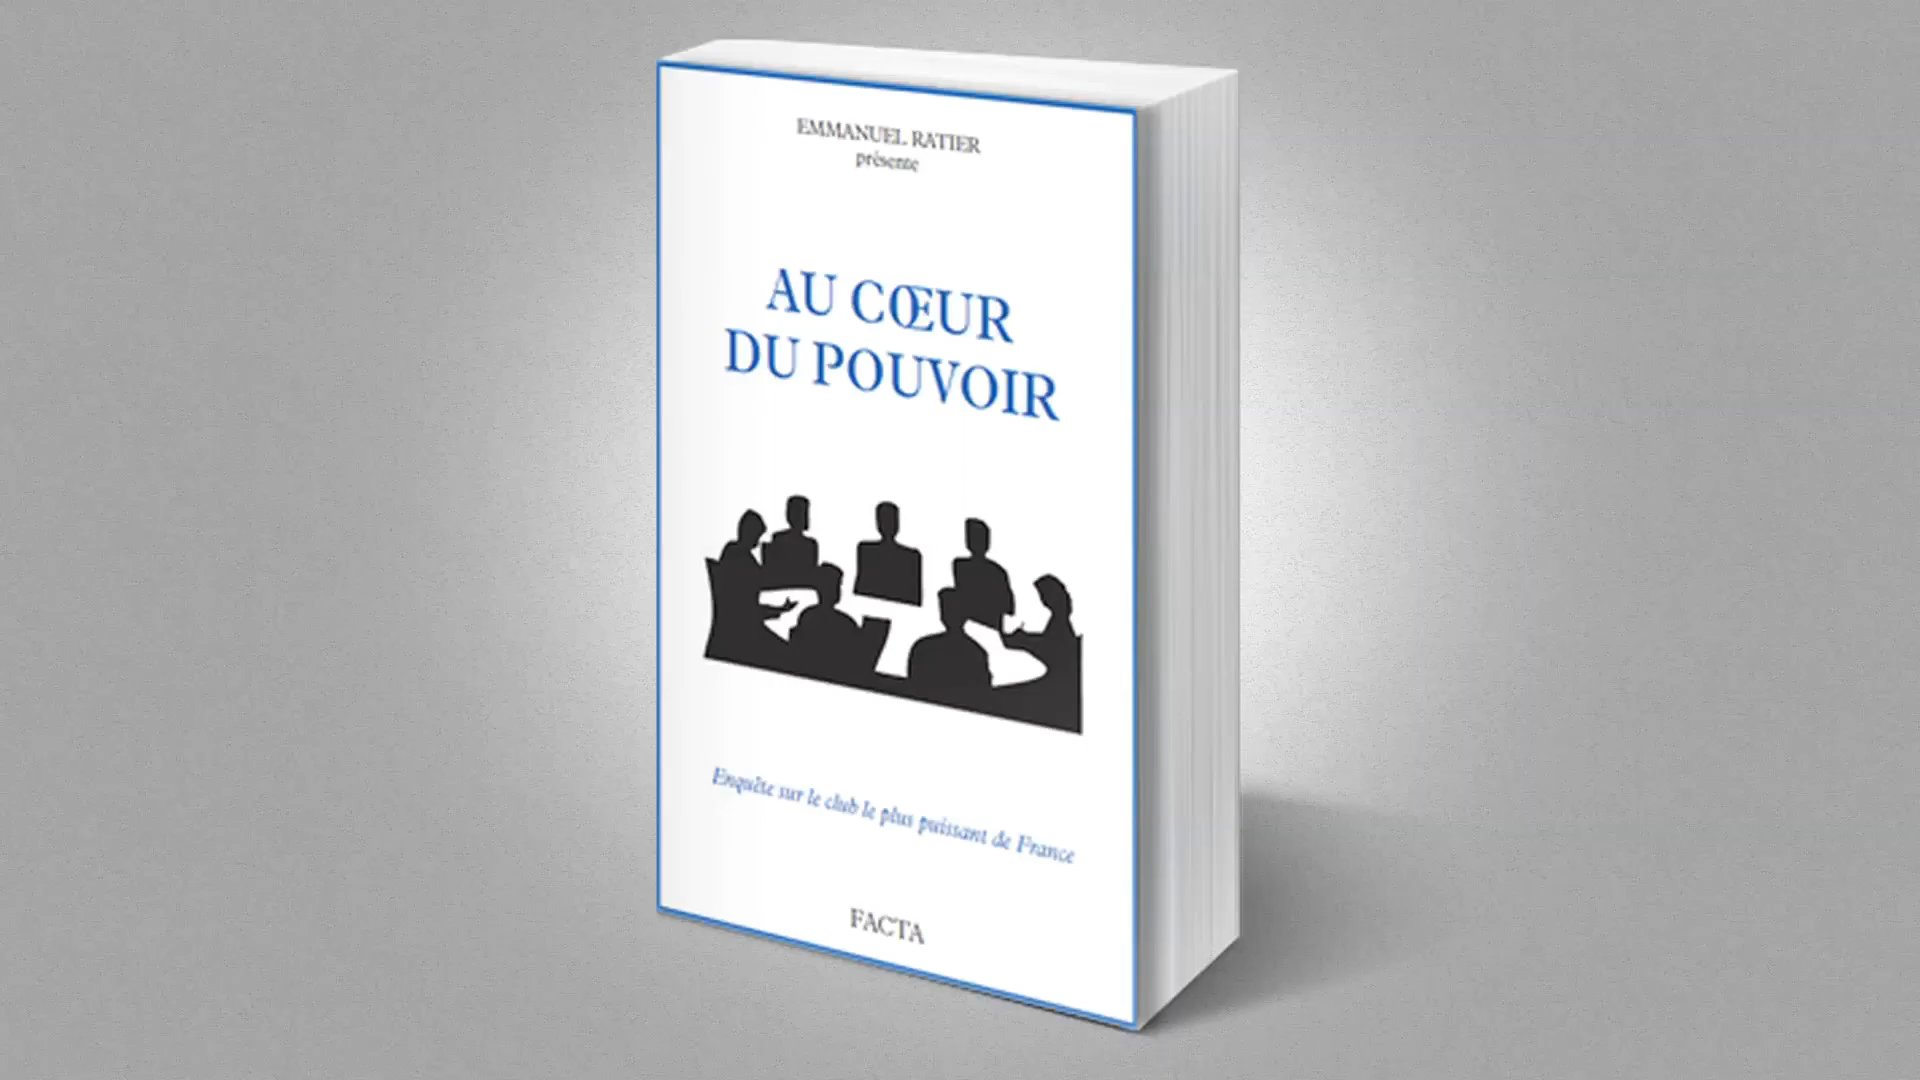 EMMANUEL RATIER
présente
AU CŒUR
DU POUVOIR
Enquête sur le club le plus puissant de France
FACTA